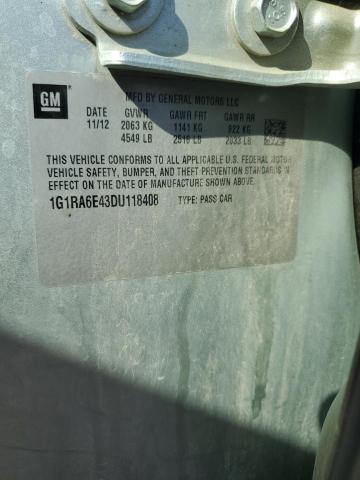 GM
MFD BY GENERAL MOTORS LLC
DATE GVWR GAWR FRT GAWR RR
11/12 2063 KG 1141 KG 922 KG
4549 LB 2516 LB 2033 LB
THIS VEHICLE CONFORMS TO ALL APPLICABLE U.S. FEDERAL MOTOR
VEHICLE SAFETY, BUMPER, AND THEFT PREVENTION STANDARDS IN
EFFECT ON THE DATE OF MANUFACTURE SHOWN ABOVE.
1G1RA6E43DU118408 TYPE: PASS CAR